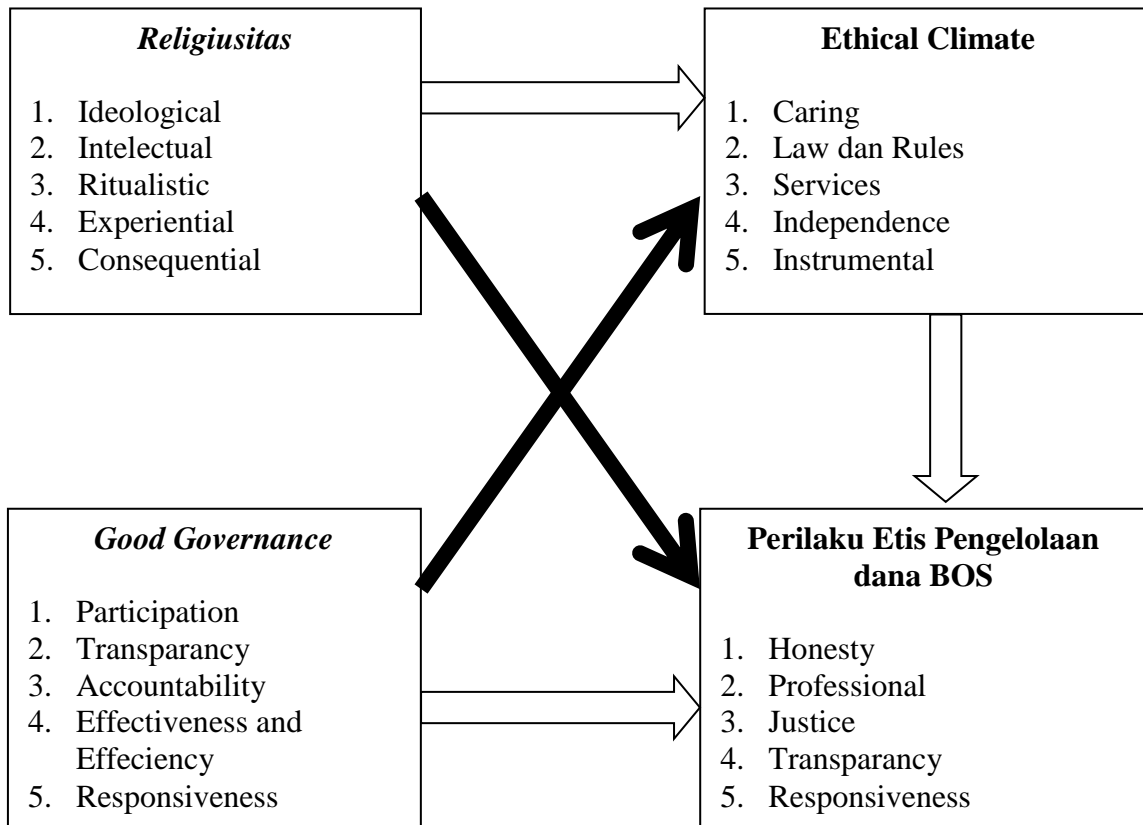 Religiusitas
1. Ideological
2. Intelectual
3. Ritualistic
4. Experiential
5. Consequential
Ethical Climate
1. Caring
2. Law dan Rules
3. Services
4. Independence
5. Instrumental
Good Governance
1. Participation
2. Transparancy
3. Accountability
4. Effectiveness and
Effeciency
5. Responsiveness
Perilaku Etis Pengelolaan
dana BOS
1. Honesty
2. Professional
3. Justice
4. Transparancy
5. Responsiveness